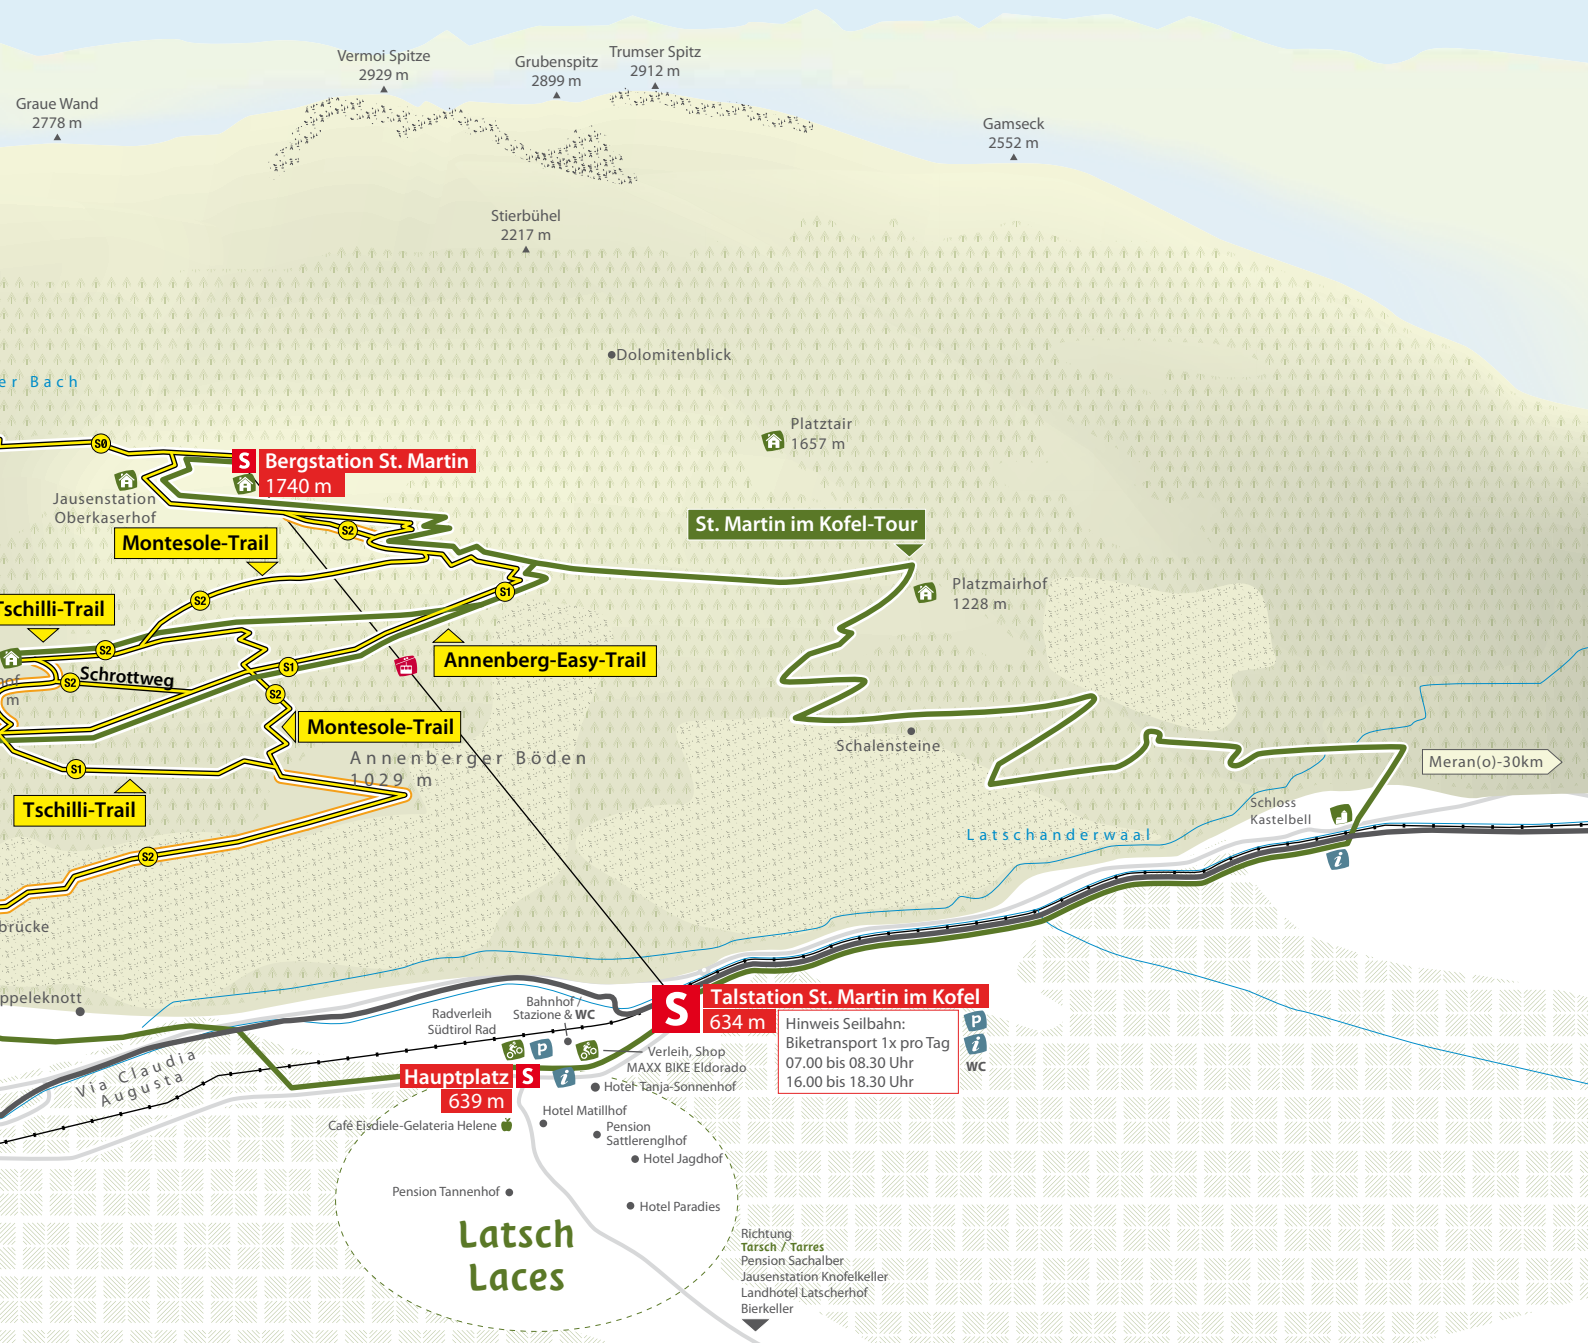 Vermoi Spitze
2929 m
Grubenspitz
2899 m
Trumser Spitz
2912 m
Graue Wand
2778 m
Gamseck
2552 m
Stierbühel
2217 m
Dolomitenblick
er Bach
Platztair
1657 m
S0
S Bergstation St. Martin
1740 m
Jausenstation
Oberkaserhof
S2
Montesole-Trail
St. Martin im Kofel-Tour
Platzmairhof
1228 m
S1
S2
Tschilli-Trail
S2
Annenberg-Easy-Trail
S1
hof
m
S2
Schrottweg
S2
Montesole-Trail
Schalensteine
Annenberger Böden
1029 m
S1
Meran(o)-30km
Tschilli-Trail
Schloss
Kastelbell
Latschanderwaal
i
S2
brücke
ppeleknott
Bahnhof /
Stazione & WC
Radverleih
Südtirol Rad
S Talstation St. Martin im Kofel
634 m
Hinweis Seilbahn:
Biketransport 1x pro Tag
07.00 bis 08.30 Uhr
16.00 bis 18.30 Uhr
P
i
WC
P
Verleih, Shop
MAXX BIKE Eldorado
Via Claudia
Augusta
Hauptplatz S
639 m
i
Hotel Tanja-Sonnenhof
Hotel Matillhof
Café Eisdiele-Gelateria Helene
Pension
Sattlerenglhof
Hotel Jagdhof
Pension Tannenhof
Hotel Paradies
Latsch
Laces
Richtung
Tarsch / Tarres
Pension Sachalber
Jausenstation Knofelkeller
Landhotel Latscherhof
Bierkeller